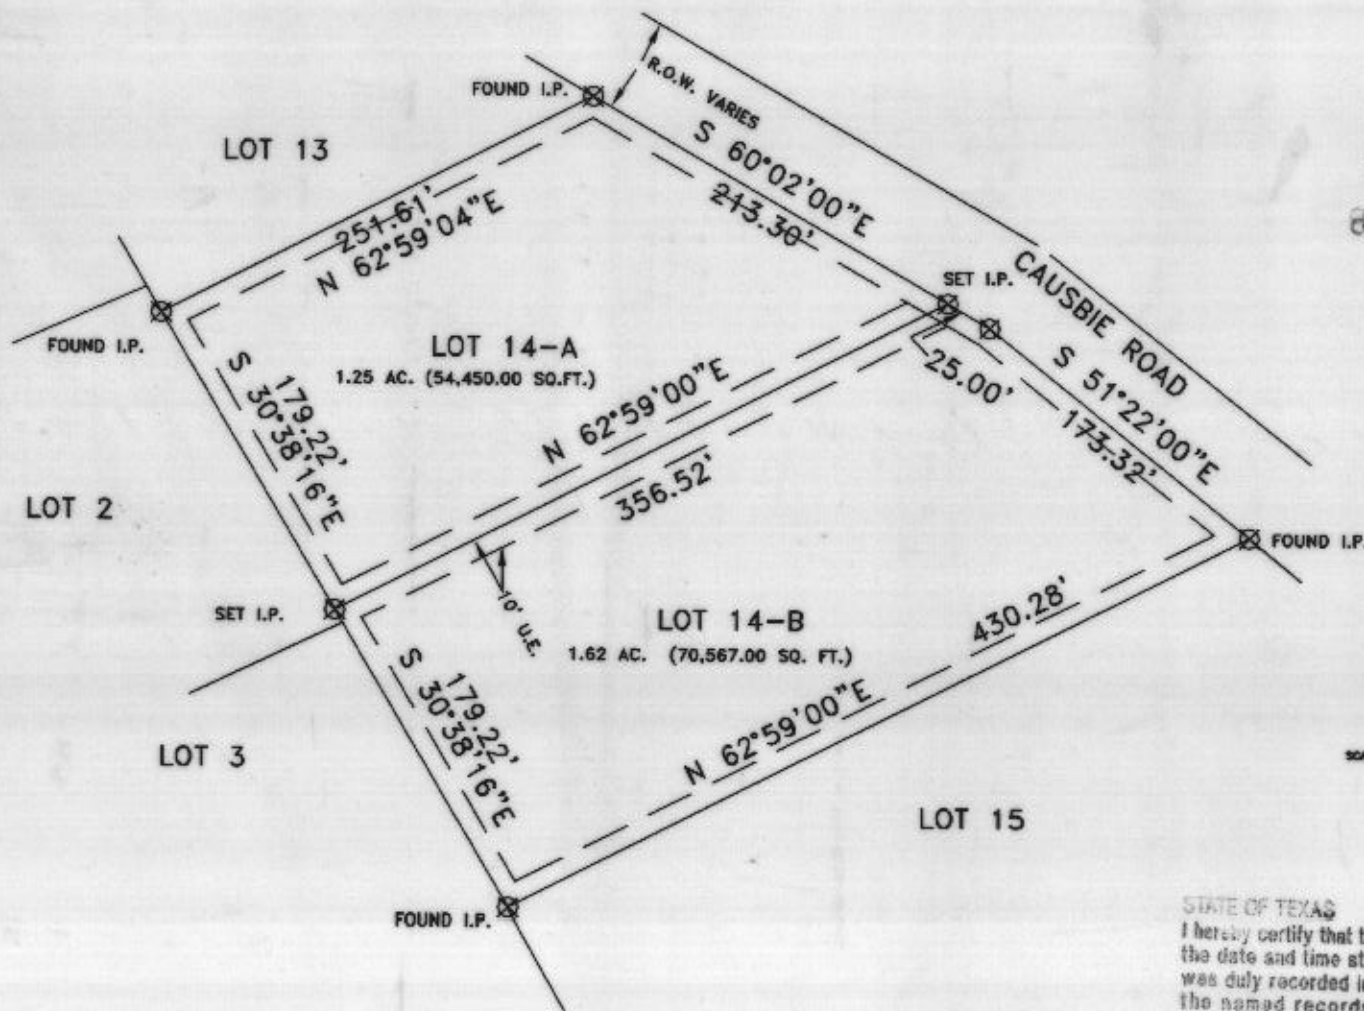 FOUND I.P.
R.O.W. VARIES
LOT 13
S 60°02'00"E
213.30'
251.61'
N 62°59'04"E
SET I.P.
CAUSBIE ROAD
FOUND I.P.
LOT 14-A
1.25 AC. (54,450.00 SQ.FT.)
25.00'
S 51°22'00"E
173.32'
179.22'
S 30°38'16"E
N 62°59'00"E
356.52'
LOT 2
FOUND I.P.
SET I.P.
10' U.E.
LOT 14-B
1.62 AC. (70,567.00 SQ. FT.)
430.28'
179.22'
S 30°38'16"E
N 62°59'00"E
LOT 3
LOT 15
FOUND I.P.
STATE OF TEXAS
I hereby certify that
the date and time
was duly recorded
the named